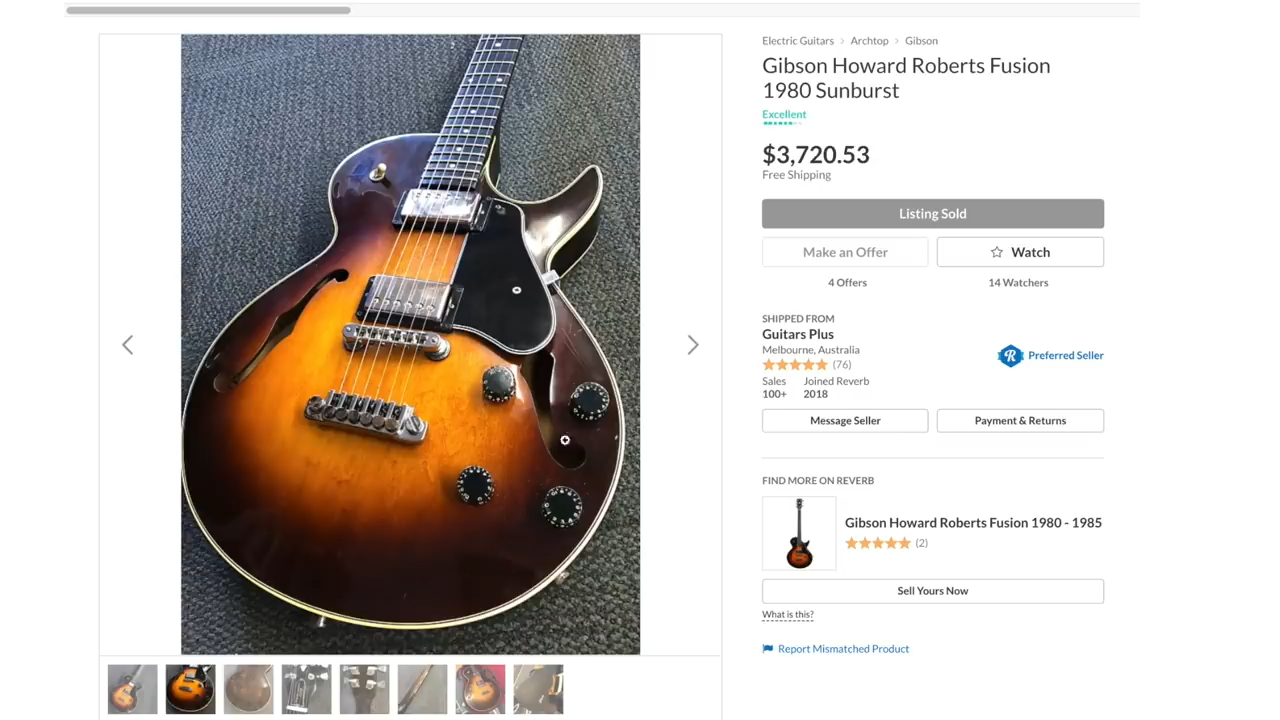 Electric Guitars > Archtop > Gibson
Gibson Howard Roberts Fusion
1980 Sunburst
Excellent
$3,720.53
Free Shipping
Listing Sold
Make an Offer
Watch
4 Offers
14 Watchers
SHIPPED FROM
Guitars Plus
Melbourne, Australia
(76)
Preferred Seller
Sales Joined Reverb
100+ 2018
Message Seller
Payment & Returns
FIND MORE ON REVERB
Gibson Howard Roberts Fusion 1980 - 1985
(2)
Sell Yours Now
What is this?
Report Mismatched Product